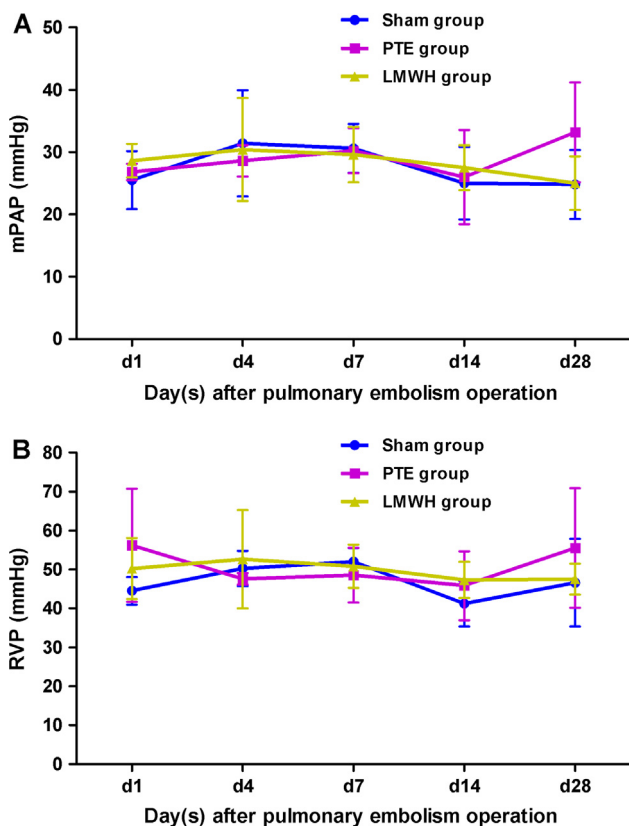 A
Sham group
PTE group
LMWH group
mPAP (mmHg)
50
40
30
20
10
0
d1 d4 d7 d14 d28
Day(s) after pulmonary embolism operation
B
Sham group
PTE group
LMWH group
RVP (mmHg)
80
70
60
50
40
30
20
10
0
d1 d4 d7 d14 d28
Day(s) after pulmonary embolism operation